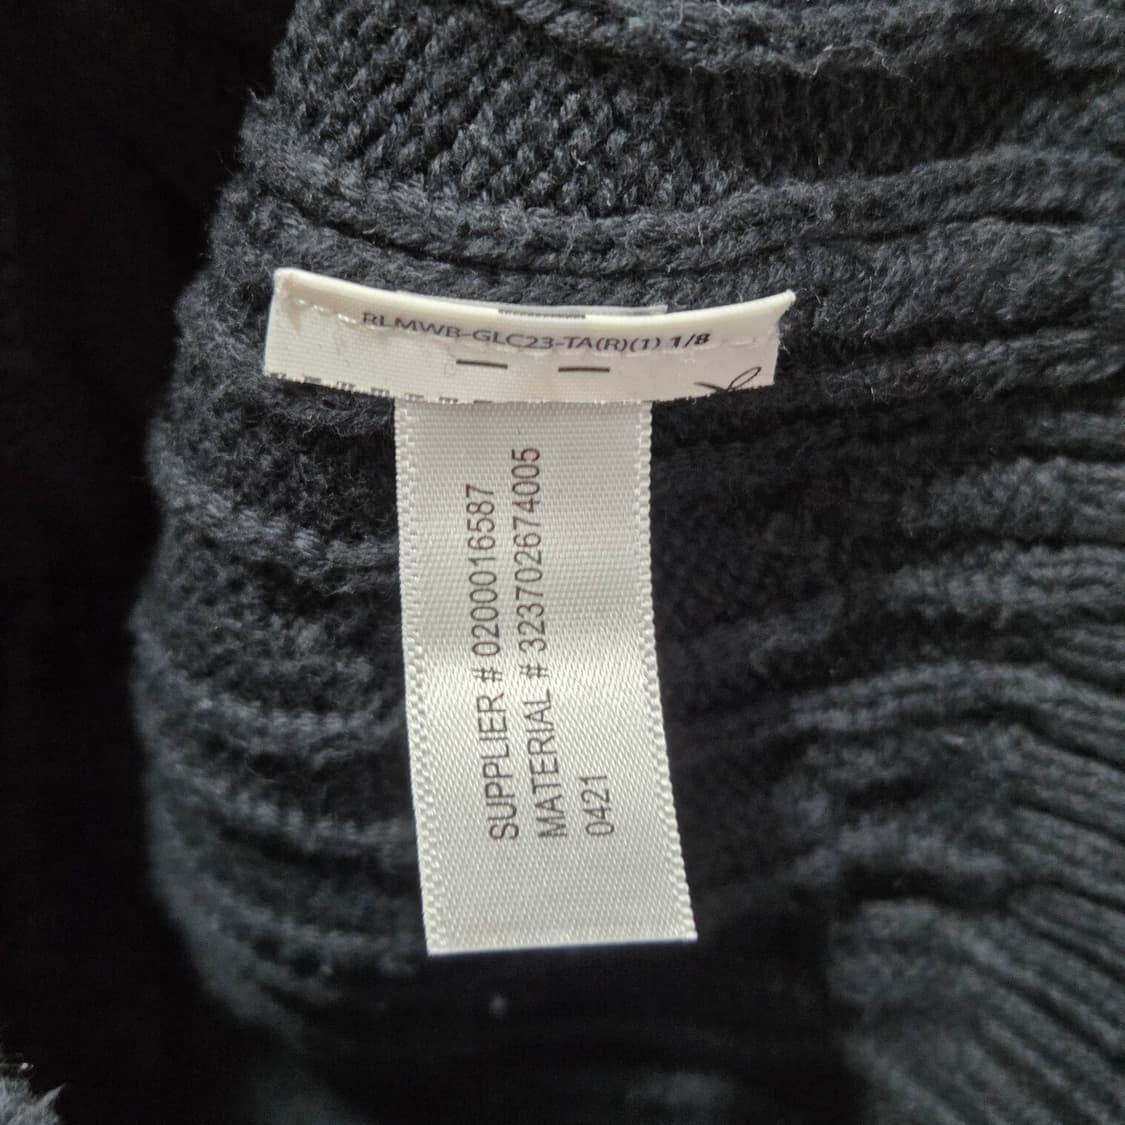 RLMWB-GLC23-TA(R)(1) 1/8
SUPPLIER # 0200016587
MATERIAL # 323702674005
0421